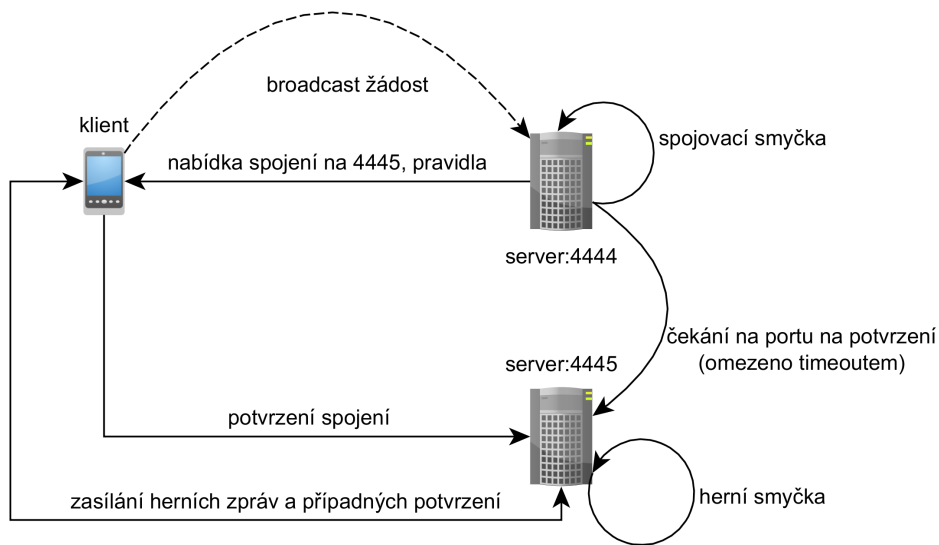 broadcast žádost
klient
spojovací smyčka
nabídka spojení na 4445, pravidla
server:4444
čekání na portu na potvrzení
(omezeno timeoutem)
server:4445
potvrzení spojení
zasílání herních zpráv a případných potvrzení
herní smyčka